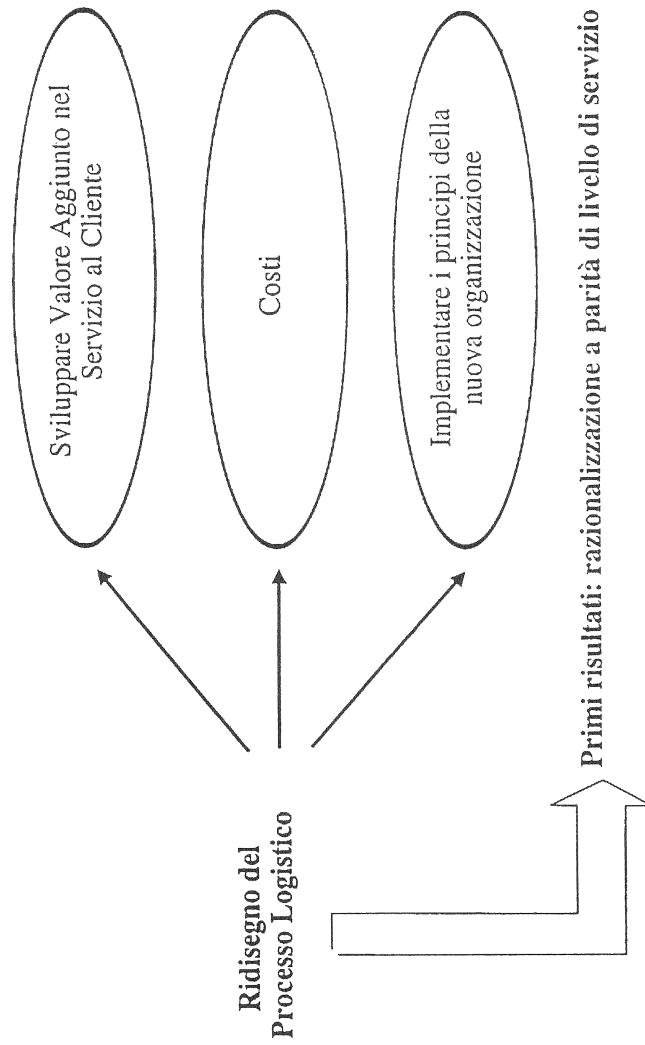 Ridisegno del
Processo Logistico
Sviluppare Valore Aggiunto nel
Servizio al Cliente
Costi
Implementare i principi della
nuova organizzazione
Primi risultati: razionalizzazione a parità di livello di servizio